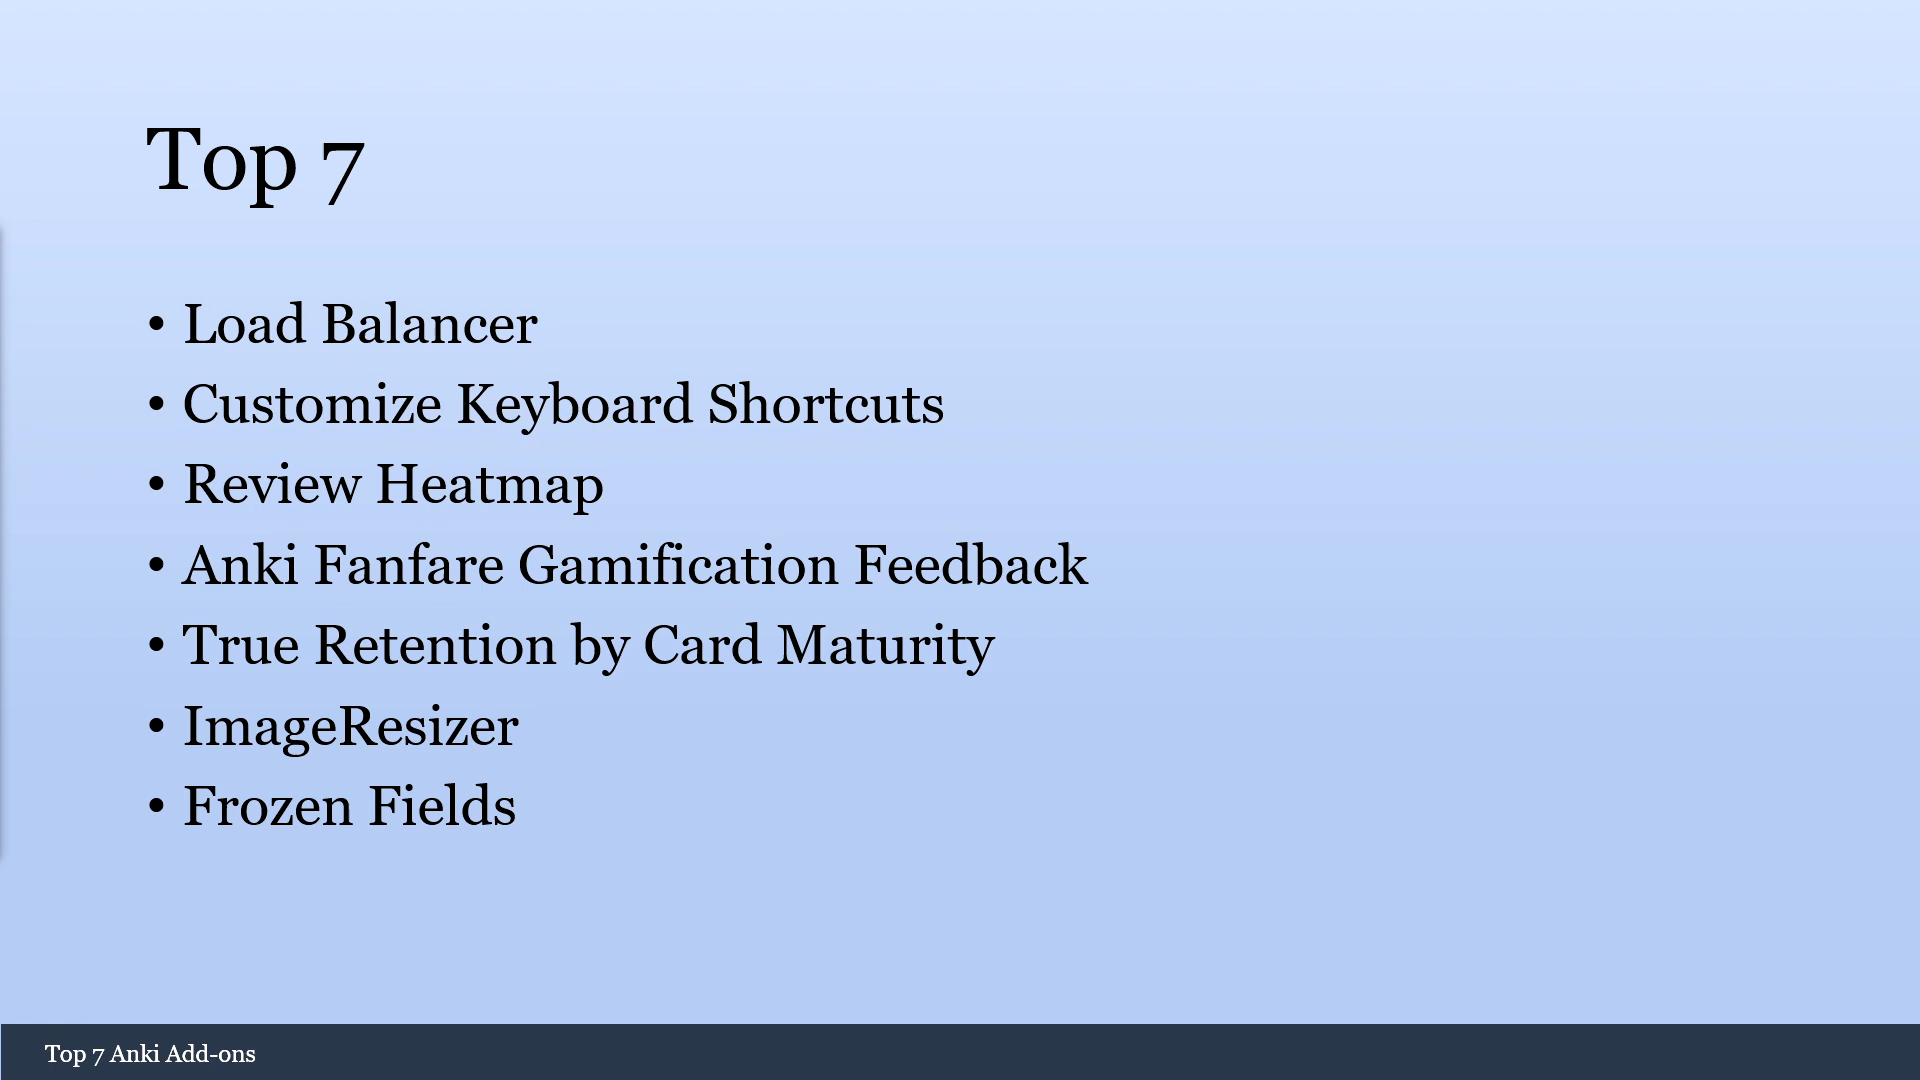 Top 7
• Load Balancer
• Customize Keyboard Shortcuts
• Review Heatmap
• Anki Fanfare Gamification Feedback
• True Retention by Card Maturity
• ImageResizer
• Frozen Fields
Top 7 Anki Add-ons